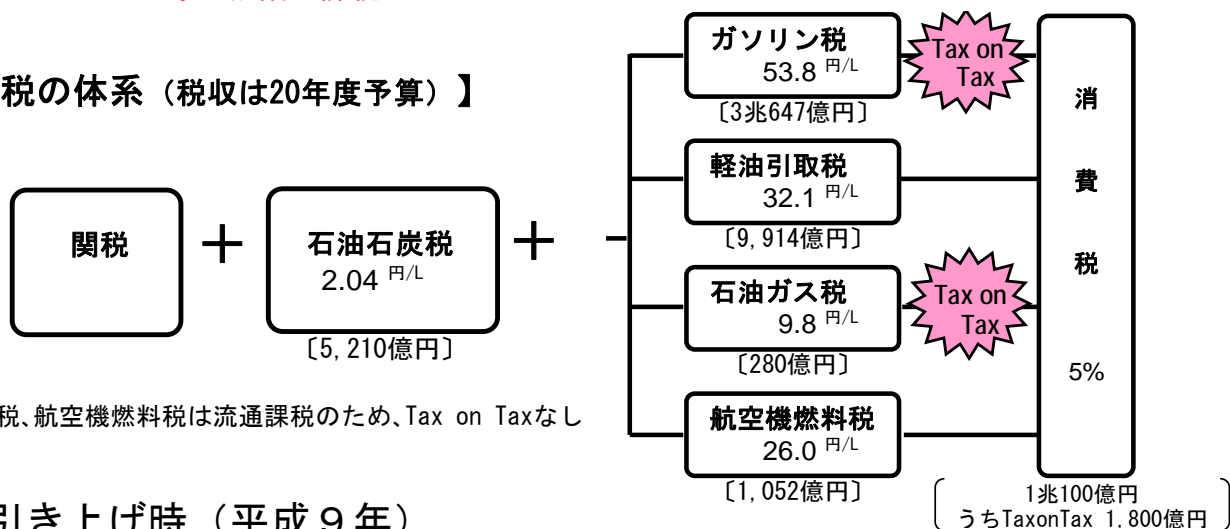 税の体系（税収は20年度予算）】
関税
＋
石油石炭税
2.04 円/L
〔5,210億円〕
＋
ガソリン税
53.8 円/L
〔3兆647億円〕
Tax on
Tax
軽油引取税
32.1 円/L
〔9,914億円〕
石油ガス税
9.8 円/L
〔280億円〕
Tax on
Tax
航空機燃料税
26.0 円/L
〔1,052億円〕
消
費
税
5%
1兆100億円
うちTaxonTax 1,800億円
税、航空機燃料税は流通課税のため、Tax on Taxなし
引き上げ時（平成９年）